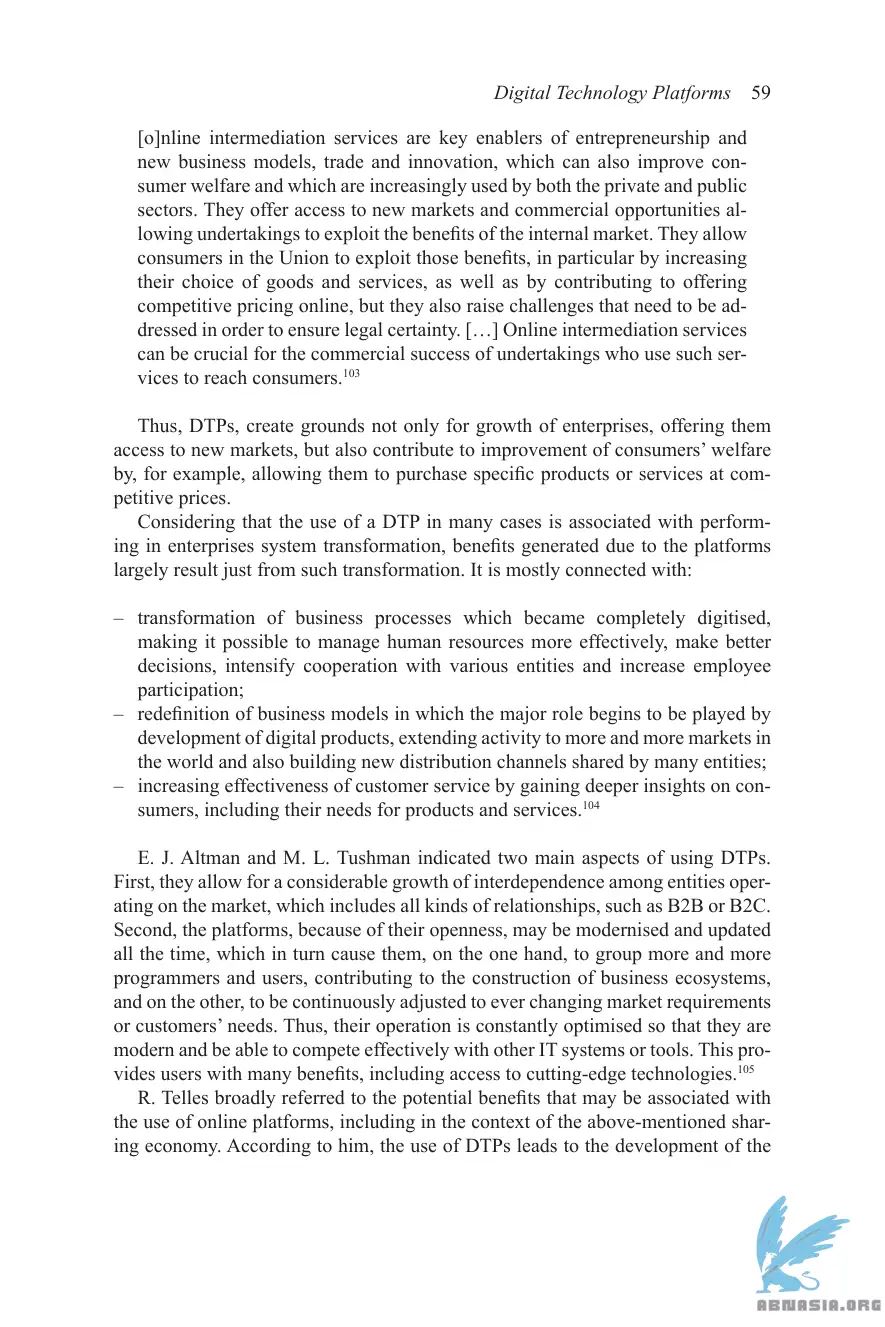 Digital Technology Platforms 59
[o]nline intermediation services are key enablers of entrepreneurship and
new business models, trade and innovation, which can also improve con-
sumer welfare and which are increasingly used by both the private and public
sectors. They offer access to new markets and commercial opportunities al-
lowing undertakings to exploit the benefits of the internal market. They allow
consumers in the Union to exploit those benefits, in particular by increasing
their choice of goods and services, as well as by contributing to offering
competitive pricing online, but they also raise challenges that need to be ad-
dressed in order to ensure legal certainty. […] Online intermediation services
can be crucial for the commercial success of undertakings who use such ser-
vices to reach consumers.103
Thus, DTPs, create grounds not only for growth of enterprises, offering them
access to new markets, but also contribute to improvement of consumers' welfare
by, for example, allowing them to purchase specific products or services at com-
petitive prices.
Considering that the use of a DTP in many cases is associated with perform-
ing in enterprises system transformation, benefits generated due to the platforms
largely result just from such transformation. It is mostly connected with:
– transformation of business processes which became completely digitised,
making it possible to manage human resources more effectively, make better
decisions, intensify cooperation with various entities and increase employee
participation;
– redefinition of business models in which the major role begins to be played by
development of digital products, extending activity to more and more markets in
the world and also building new distribution channels shared by many entities;
– increasing effectiveness of customer service by gaining deeper insights on con-
sumers, including their needs for products and services.104
E. J. Altman and M. L. Tushman indicated two main aspects of using DTPs.
First, they allow for a considerable growth of interdependence among entities oper-
ating on the market, which includes all kinds of relationships, such as B2B or B2C.
Second, the platforms, because of their openness, may be modernised and updated
all the time, which in turn cause them, on the one hand, to group more and more
programmers and users, contributing to the construction of business ecosystems,
and on the other, to be continuously adjusted to ever changing market requirements
or customers' needs. Thus, their operation is constantly optimised so that they are
modern and be able to compete effectively with other IT systems or tools. This pro-
vides users with many benefits, including access to cutting-edge technologies.105
R. Telles broadly referred to the potential benefits that may be associated with
the use of online platforms, including in the context of the above-mentioned shar-
ing economy. According to him, the use of DTPs leads to the development of the
ABNASIA.ORG